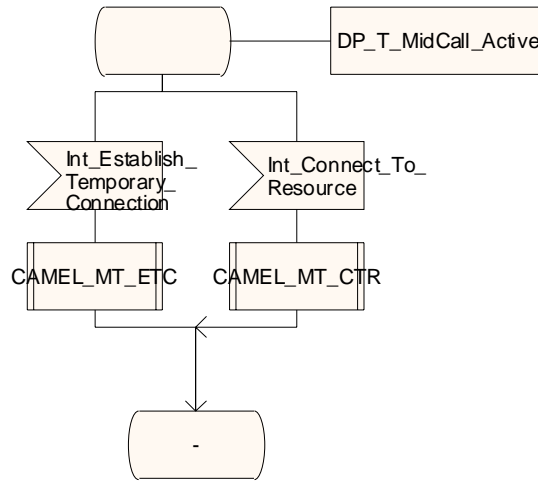 DP_T_MidCall_Active
Int_Establish_
Temporary_
Connection
Int_Connect_To_
Resource
CAMEL_MT_ETC
CAMEL_MT_CTR
-